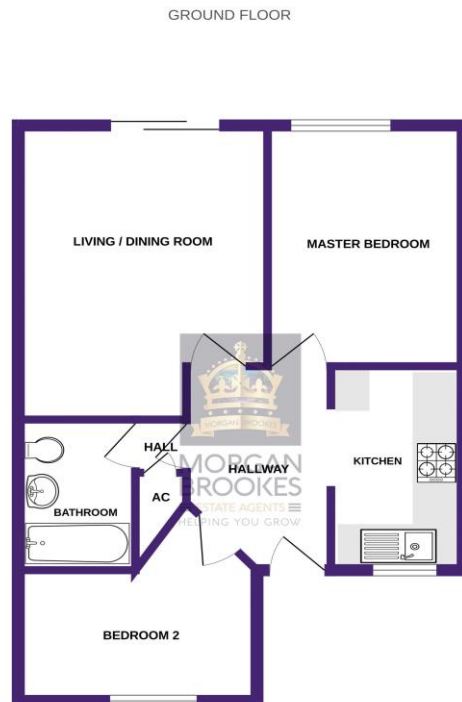 GROUND FLOOR
LIVING / DINING ROOM
MASTER BEDROOM
MORGAN BROOKES
HALL
MORGAN
BROOKES
ESTATE AGENTS
HELPING YOU GROW
HALLWAY
KITCHEN
AC
BATHROOM
BEDROOM 2